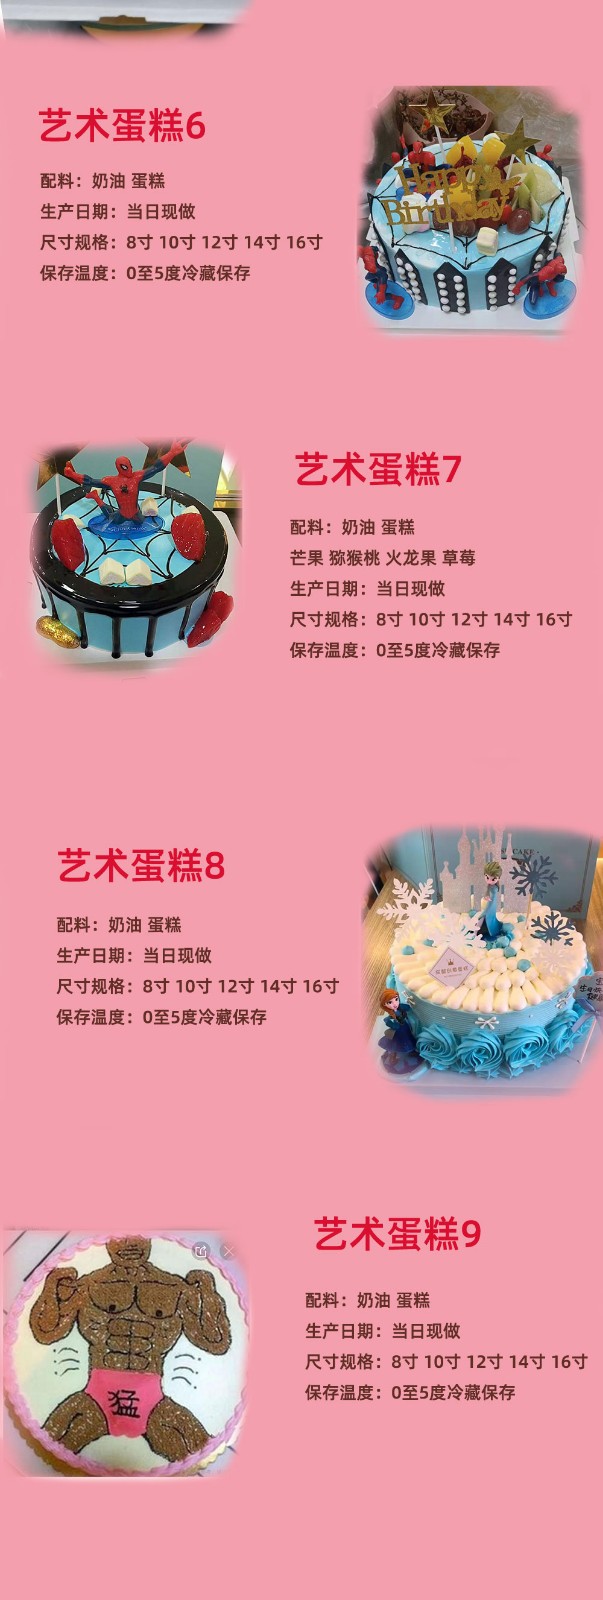 艺术蛋糕6
配料：奶油 蛋糕
生产日期：当日现做
尺寸规格：8寸 10寸 12寸 14寸 16寸
保存温度：0至5度冷藏保存
Happy
Birthday
艺术蛋糕7
配料：奶油 蛋糕
芒果 猕猴桃 火龙果 草莓
生产日期：当日现做
尺寸规格：8寸 10寸 12寸 14寸 16寸
保存温度：0至5度冷藏保存
艺术蛋糕8
配料：奶油 蛋糕
生产日期：当日现做
尺寸规格：8寸 10寸 12寸 14寸 16寸
保存温度：0至5度冷藏保存
CAKE
艺术蛋糕9
配料：奶油 蛋糕
生产日期：当日现做
尺寸规格：8寸 10寸 12寸 14寸 16寸
保存温度：0至5度冷藏保存
猛